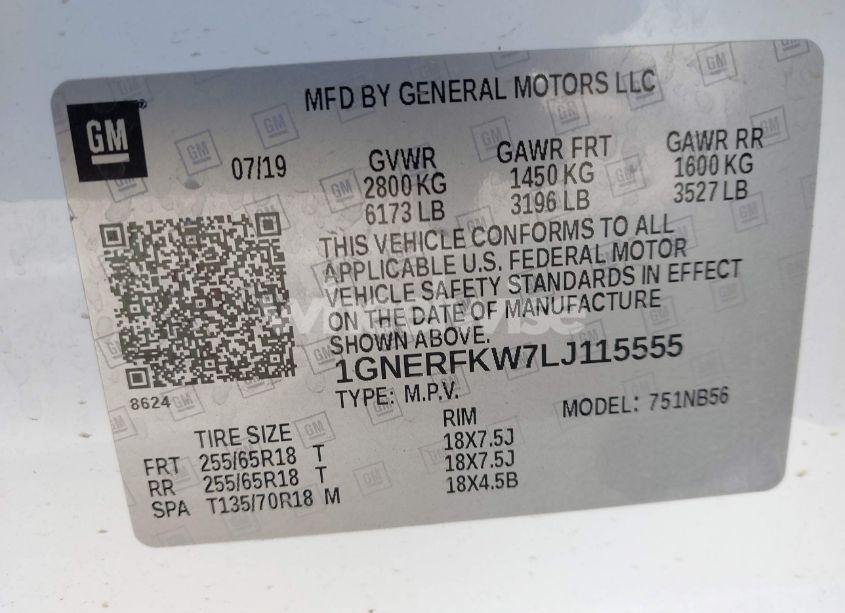 MFD BY GENERAL MOTORS LLC
GM
07/19
GVWR GAWR FRT GAWR RR
2800 KG 1450 KG 1600 KG
6173 LB 3196 LB 3527 LB
THIS VEHICLE CONFORMS TO ALL
APPLICABLE U.S. FEDERAL MOTOR
VEHICLE SAFETY STANDARDS IN EFFECT
ON THE DATE OF MANUFACTURE
SHOWN ABOVE.
1GNERFKW7LJ115555
8624
TYPE: M.P.V. MODEL: 751NB56
TIRE SIZE RIM
FRT 255/65R18 T 18X7.5J
RR 255/65R18 T 18X7.5J
SPA T135/70R18 M 18X4.5B